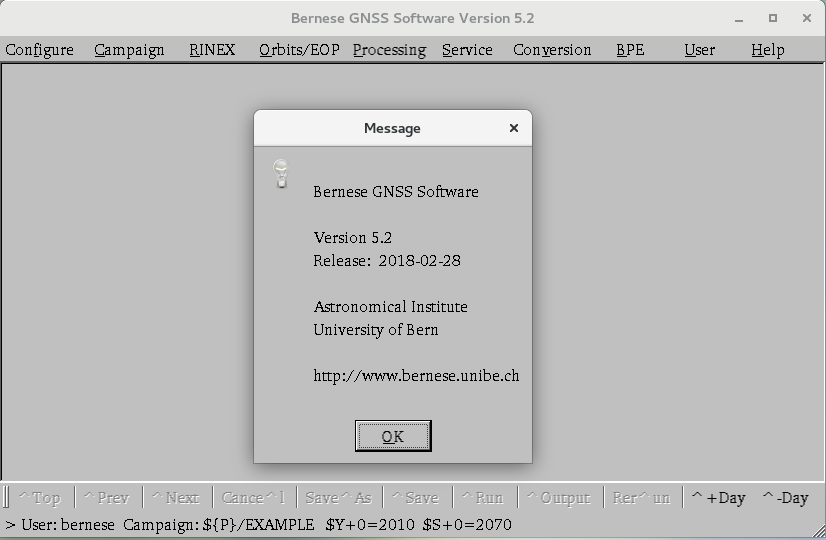 Bernese GNSS Software Version 5.2
Configure Campaign RINEX Orbits/EOP Processing Service Conversion BPE User Help
Message
Bernese GNSS Software
Version 5.2
Release: 2018-02-28
Astronomical Institute
University of Bern
http://www.bernese.unibe.ch
OK
^Top ^Prev ^Next Cance^l Save^As ^Save ^Run ^Output Rer^un ^+Day ^-Day
> User: bernese Campaign: ${P}/EXAMPLE $Y+0=2010 $S+0=2070